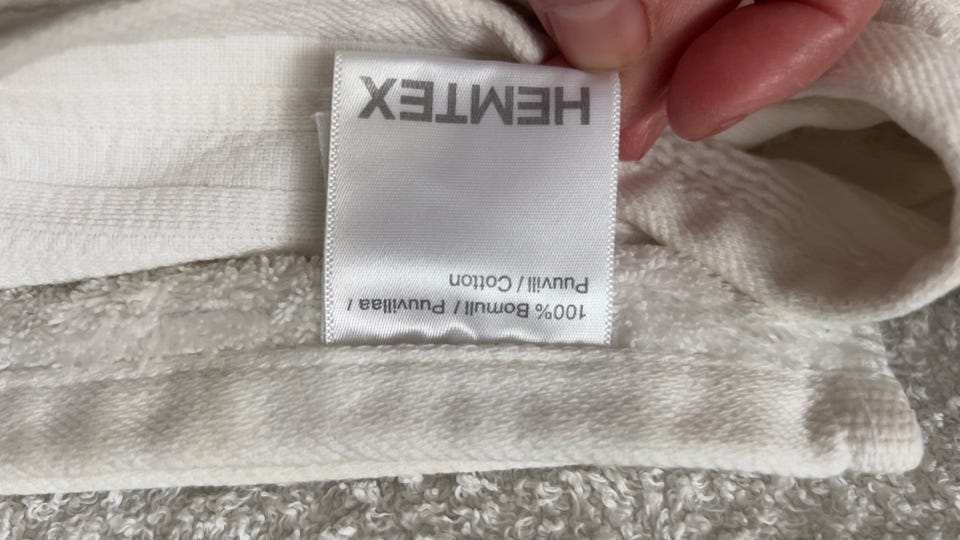 100% Bomull / Puuvillaa /
Puuvill / Cotton
HEMTEX